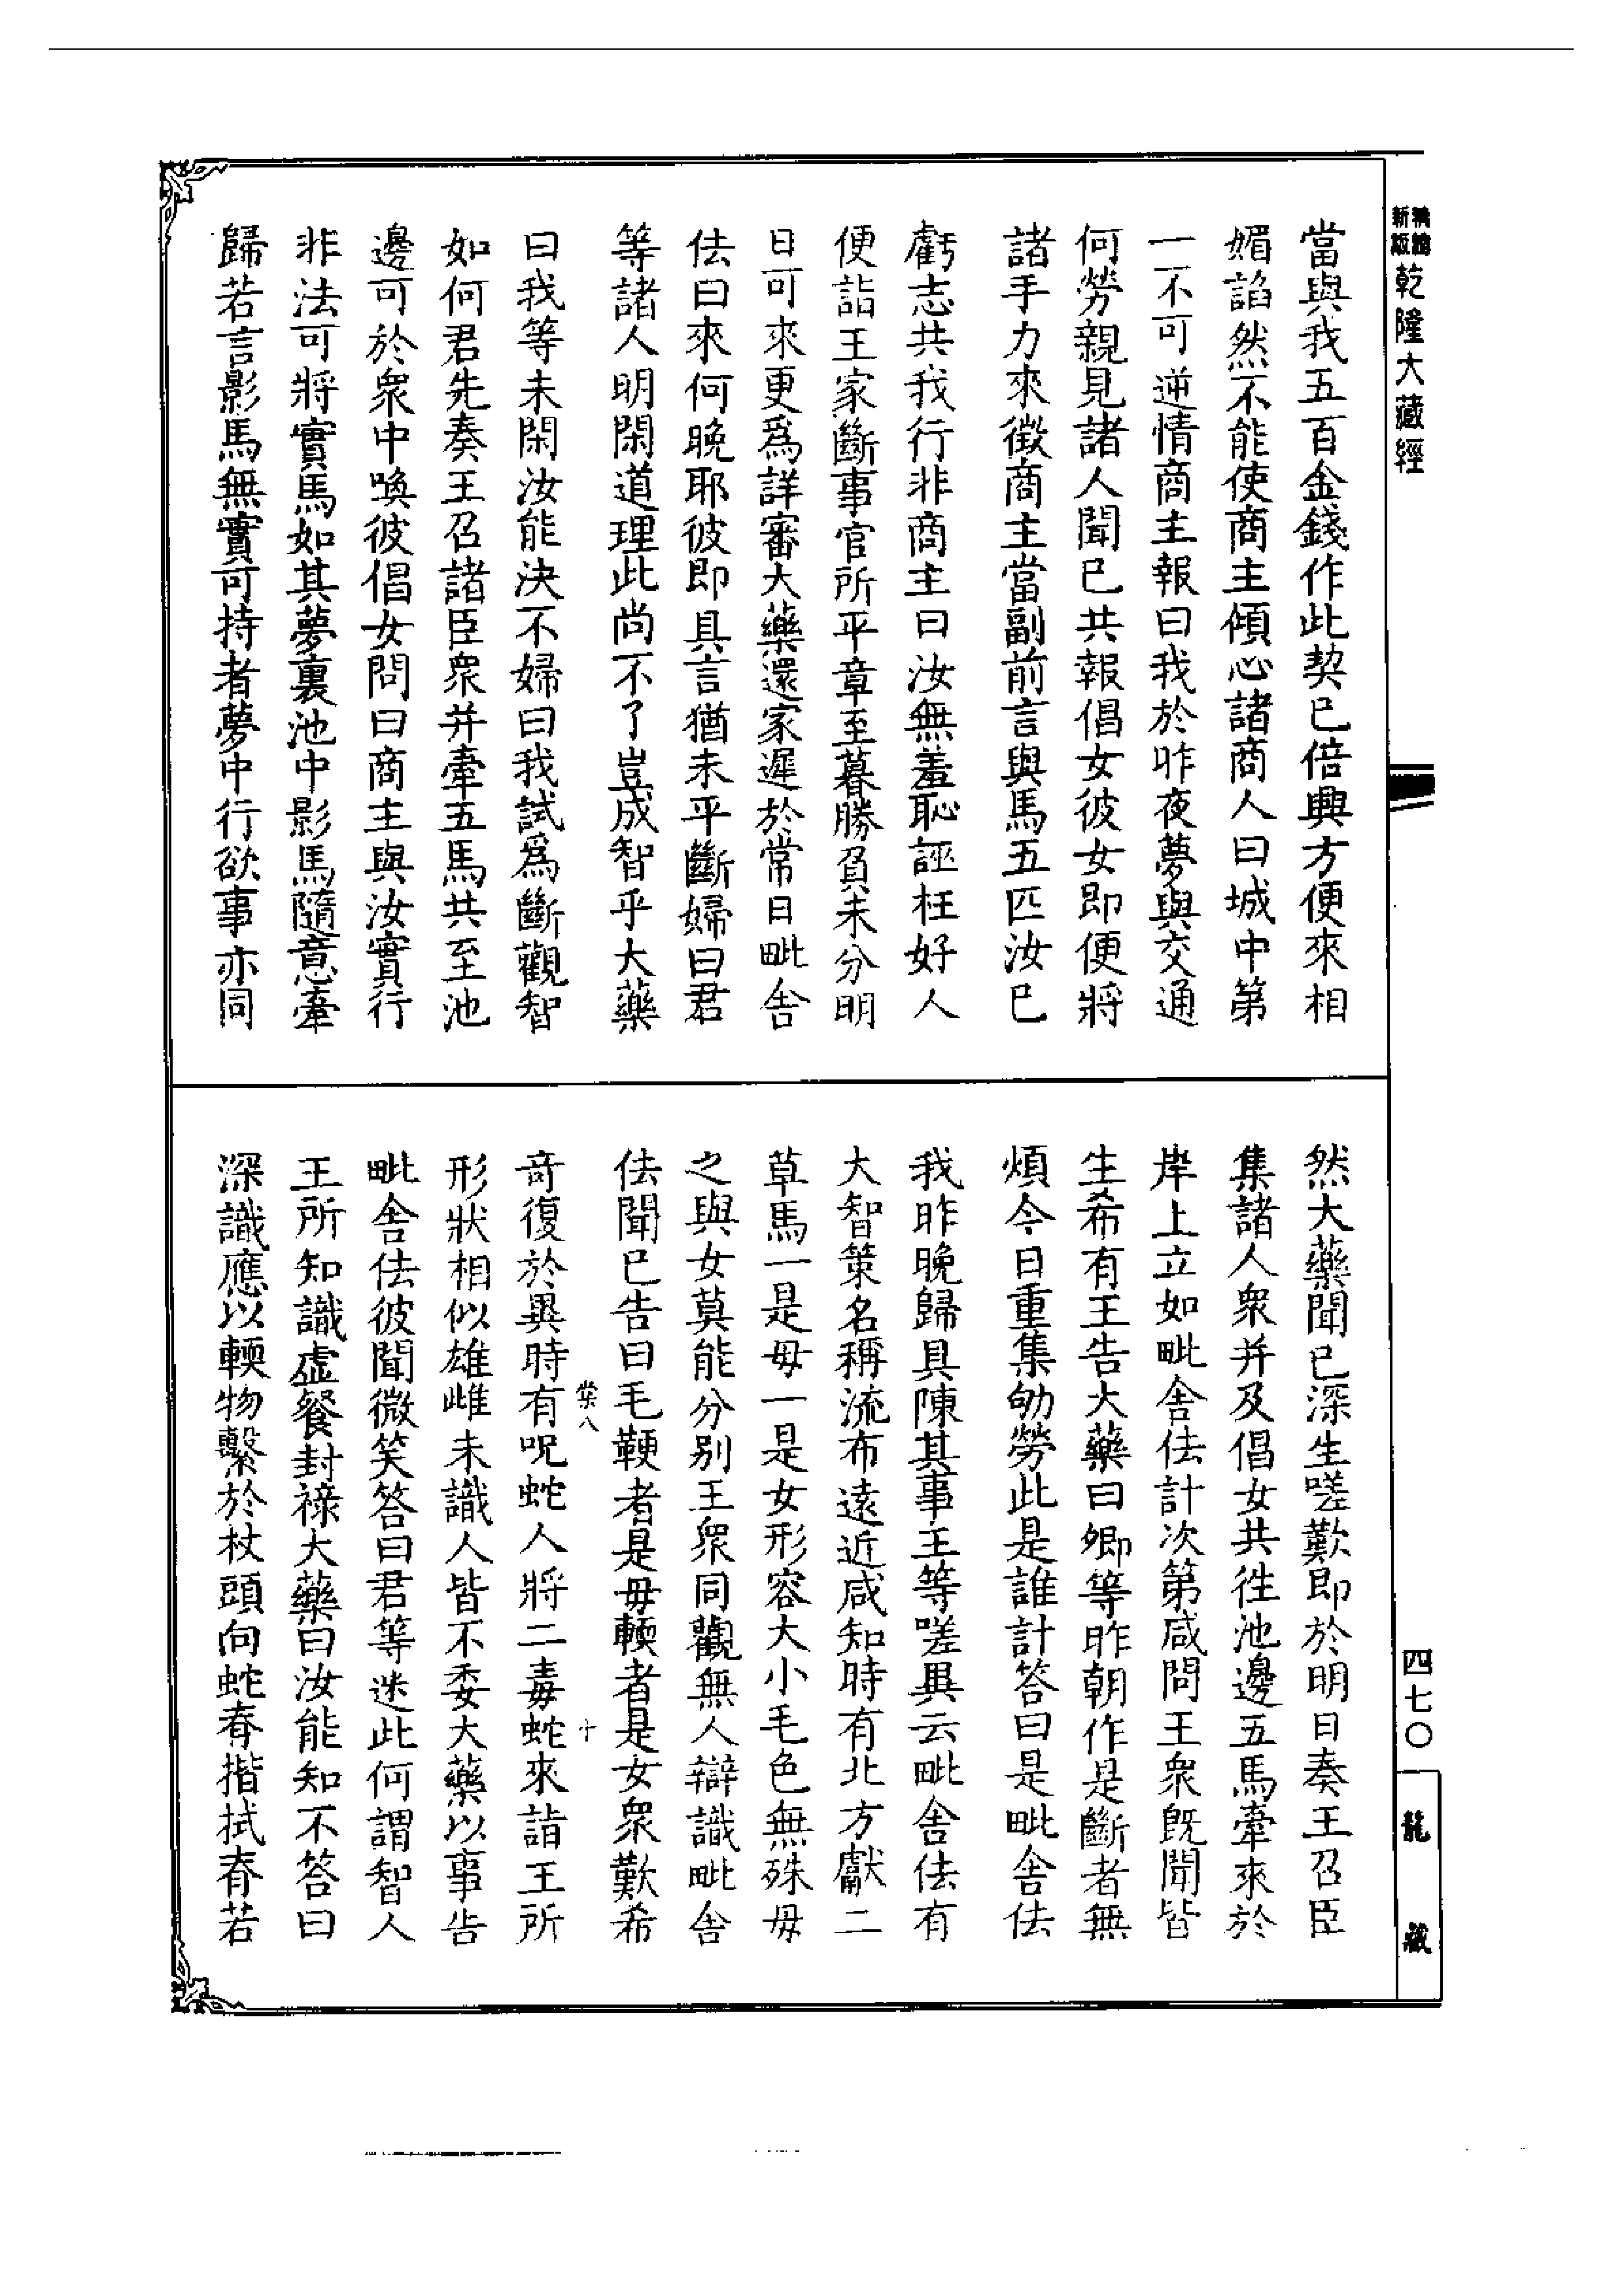 新版
乾隆大藏經
當與我五百金錢作此契已倍興方便來相
媚諂然不能使商主傾心諸商人曰城中第
一不可逆情商主報曰我於昨夜夢與交通
何勞親見諸人聞已共報倡女彼女即便將
諸手力來徵商主當副前言與馬五匹汝已
虧志共我行非商主曰汝無羞恥誣枉好人
便詣王家斷事官所平章至暮勝負未分明
日可來更爲詳審大藥還家遲於常日毗舍
佉曰來何晚耶彼即具言猶未平斷婦曰君
等諸人明閑道理此尚不了豈成智乎大藥
曰我等未閑汝能決不婦曰我試爲斷觀智
如何君先奏王召諸臣衆并牽五馬共至池
邊可於衆中喚彼倡女問曰商主與汝實行
非法可將實馬如其夢裏池中影馬隨意牽
歸若言影馬無實可持者夢中行欲事亦同
然大藥聞已深生嗟歎即於明日奏王召臣
集諸人衆并及倡女共往池邊五馬牽來於
岸上立如毗舍佉計次第咸問王衆既聞皆
生希有王告大藥曰卿等昨朝作是斷者無
煩今日重集劬勞此是誰計答曰是毗舍佉
我昨晚歸具陳其事王等嗟異云毗舍佉有
大智策名稱流布遠近咸知時有北方獻二
草馬一是母一是女形容大小毛色無殊母
之與女莫能分別王衆同觀無人辯識毗舍
佉聞已告曰毛鞕者是母輭者是女衆歎希
奇復於異時有呪蛇人將二毒蛇來詣王所
形狀相似雄雌未識人皆不委大藥以事告
毗舍佉彼聞微笑答曰君等迷此何謂智人
王所知識虛餐封祿大藥曰汝能知不答曰
深識應以輭物繫於杖頭向蛇脊揩拭脊若
棠八
十
四七〇
龍藏